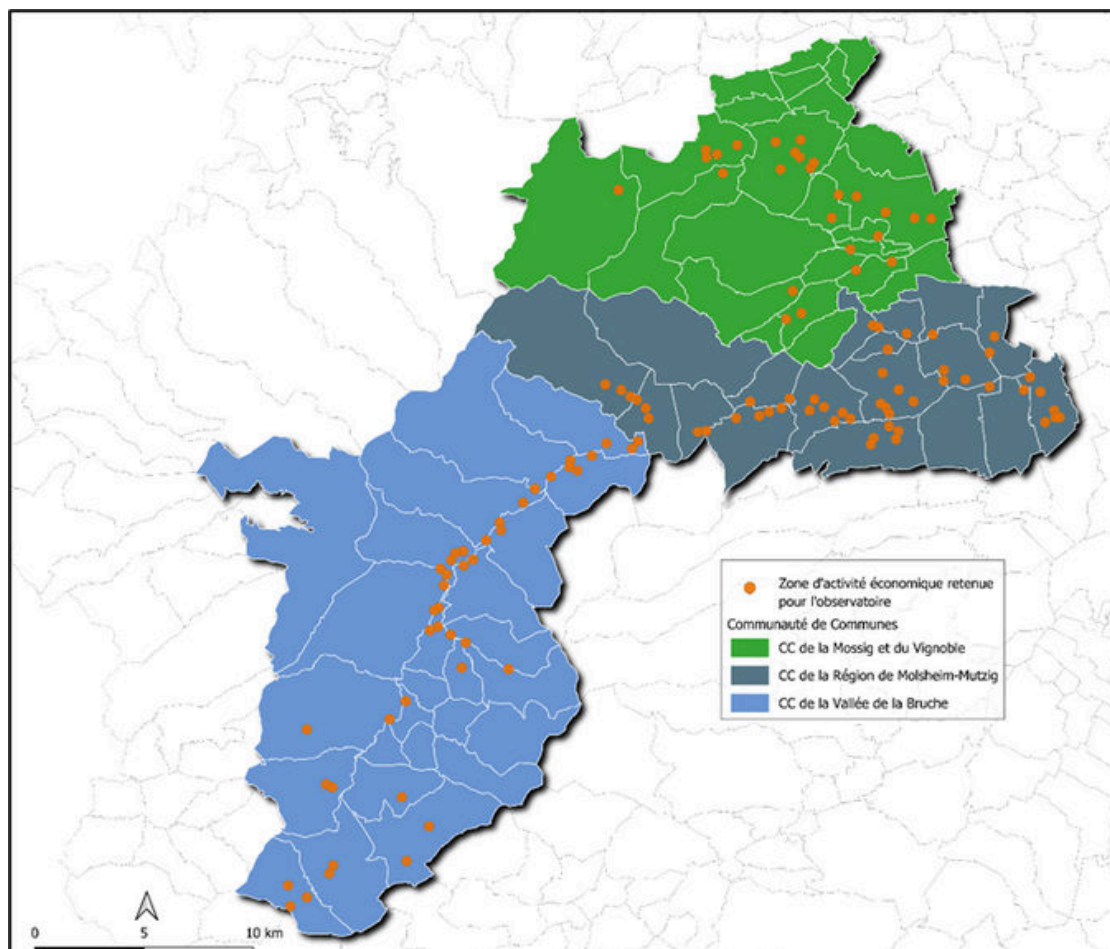 Zone d'activité économique retenue
pour l'observatoire
Communauté de Communes
CC de la Mossig et du Vignoble
CC de la Région de Molsheim-Mutzig
CC de la Vallée de la Bruche
0 5 10 km